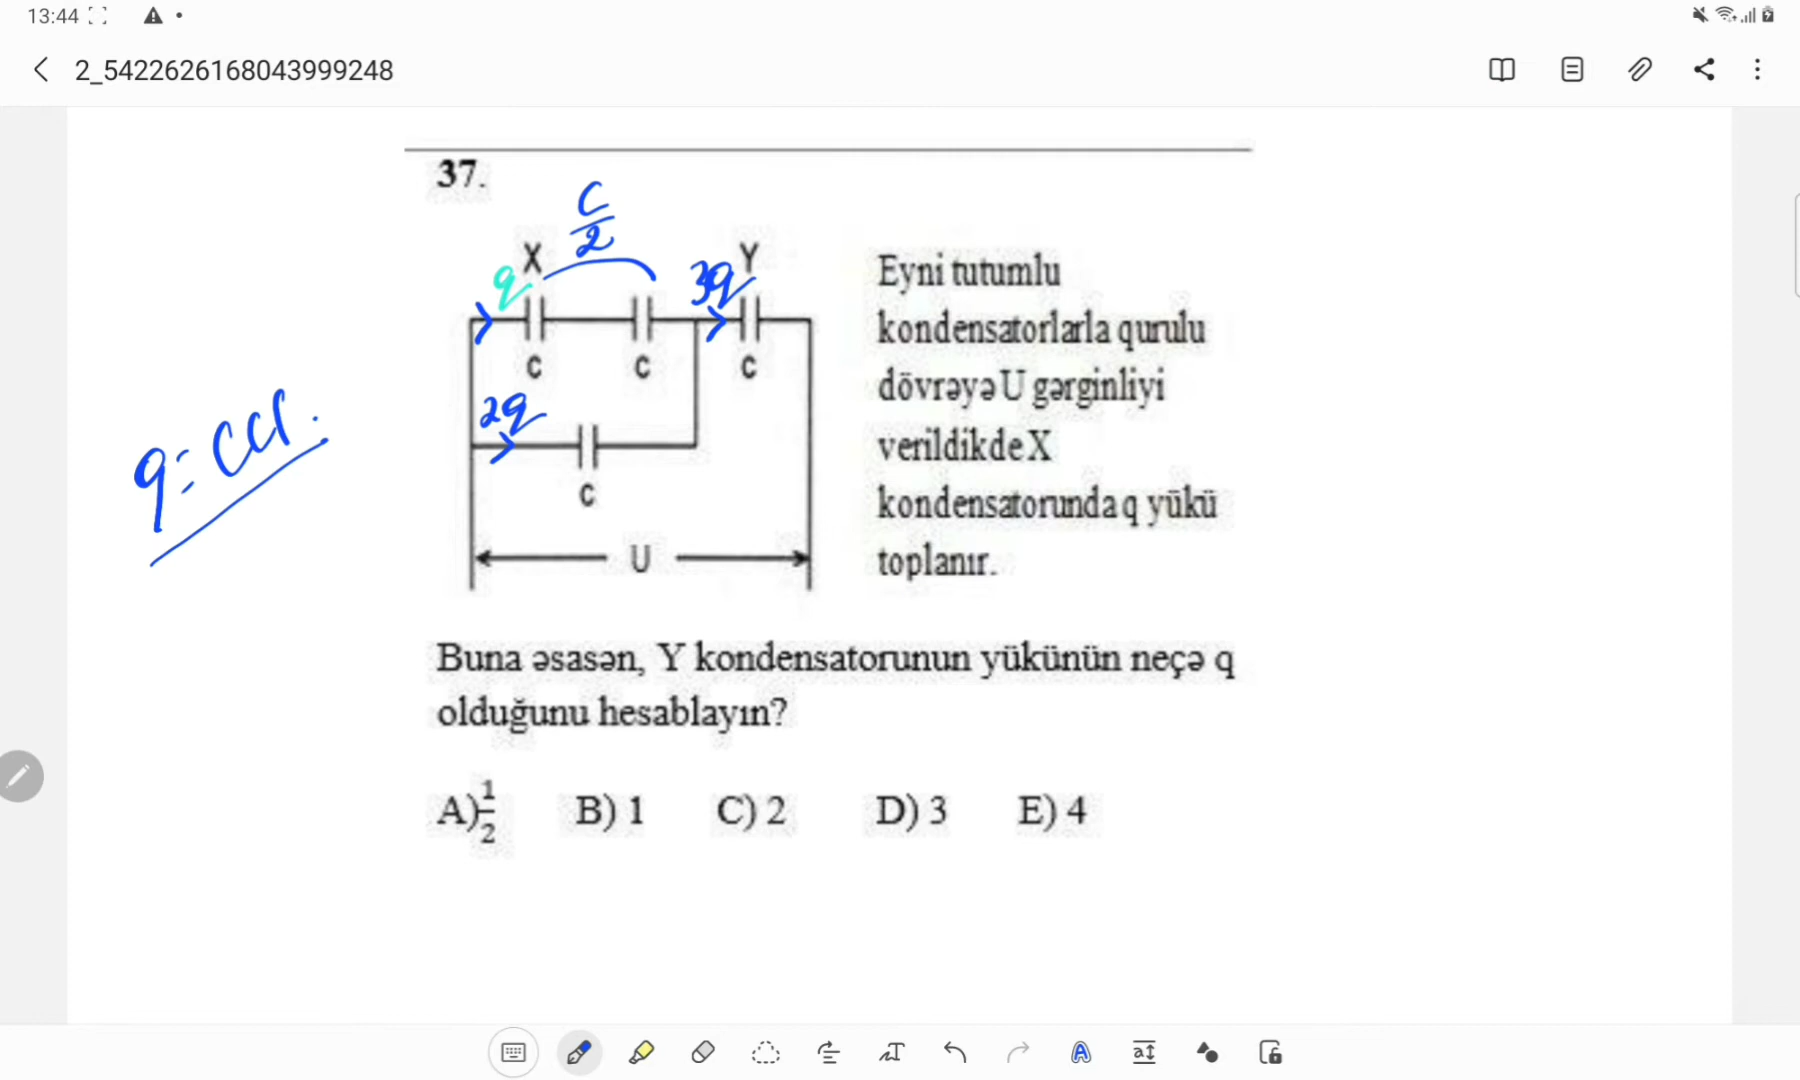 13:44
2_5422626168043999248
37.
C
2
X
Y
q
3q
C
C
C
2q
C
U
q = CU.
Eyni tutumlu
kondensatorlarla qurulu
dövrəyə U gərginliyi
verildikde X
kondensatorunda q yükü
toplanır.
Buna əsasən, Y kondensatorunun yükünün neçə q
olduğunu hesablayın?
A) 1/2 B) 1 C) 2 D) 3 E) 4